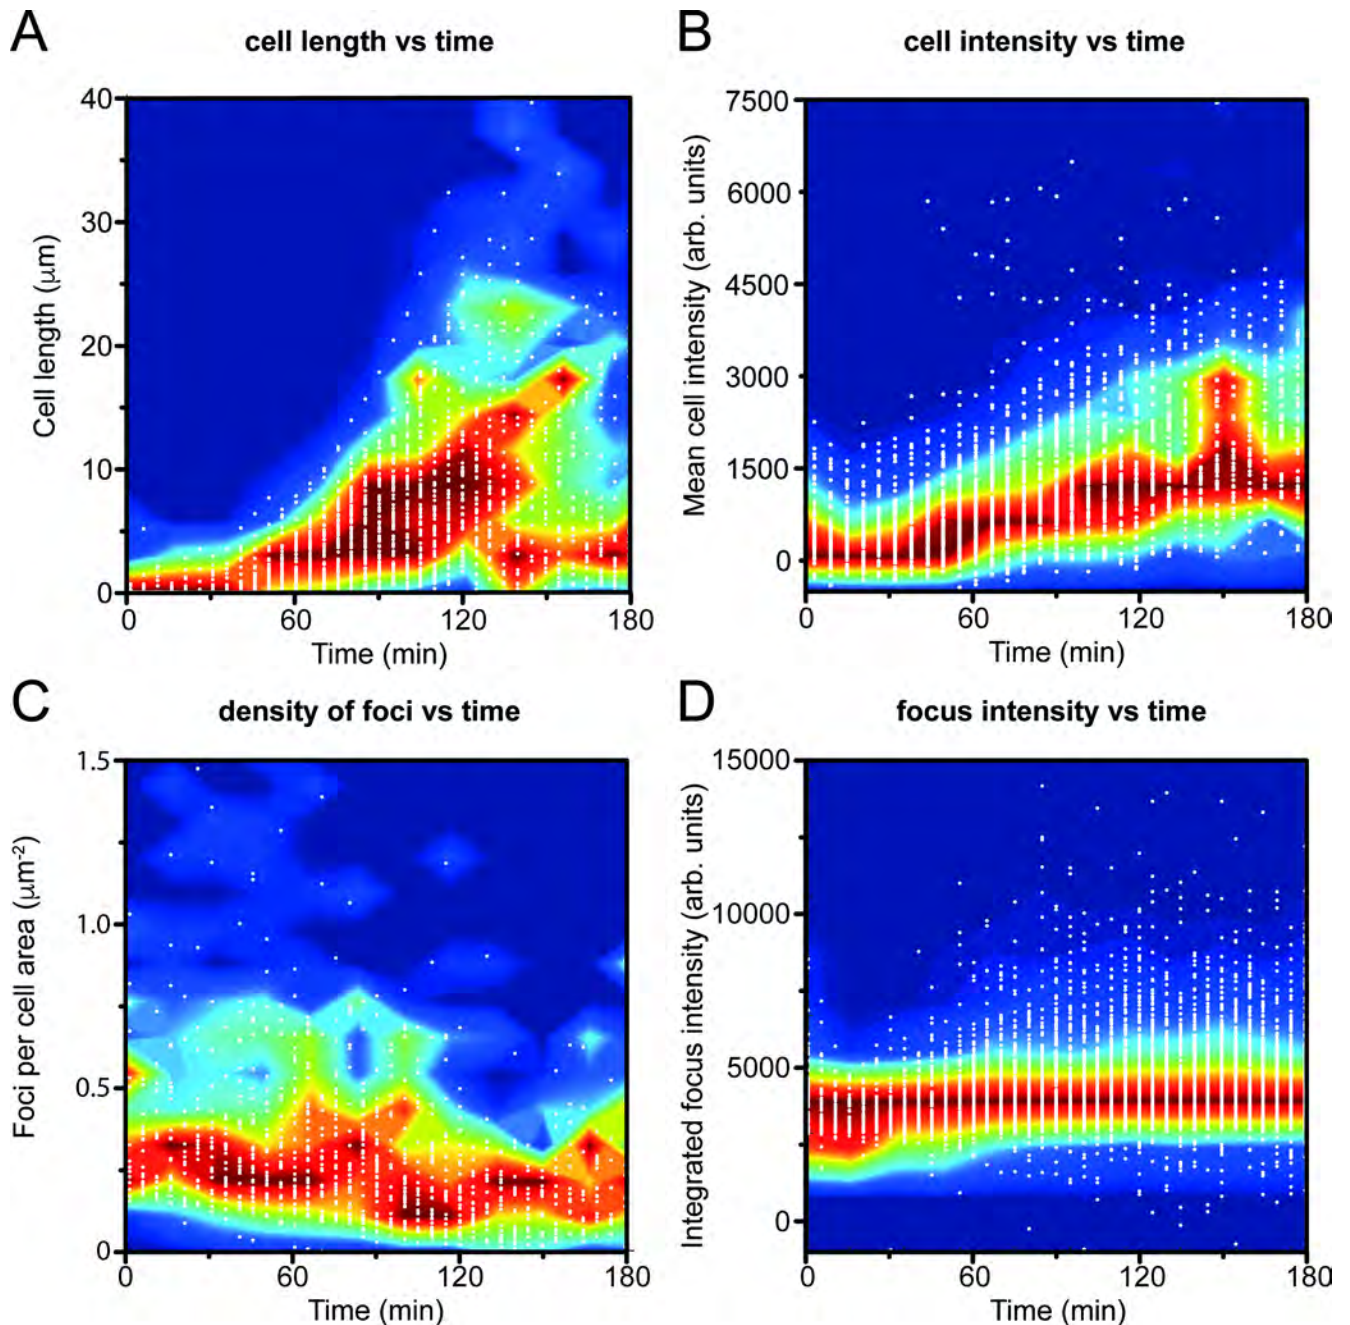 A
cell length vs time
40
30
20
10
0
Cell length (μm)
0 60 120 180
Time (min)
B
cell intensity vs time
7500
6000
4500
3000
1500
0
Mean cell intensity (arb. units)
0 60 120 180
Time (min)
C
density of foci vs time
1.5
1.0
0.5
0
Foci per cell area (μm⁻²)
0 60 120 180
Time (min)
D
focus intensity vs time
15000
10000
5000
0
Integrated focus intensity (arb. units)
0 60 120 180
Time (min)